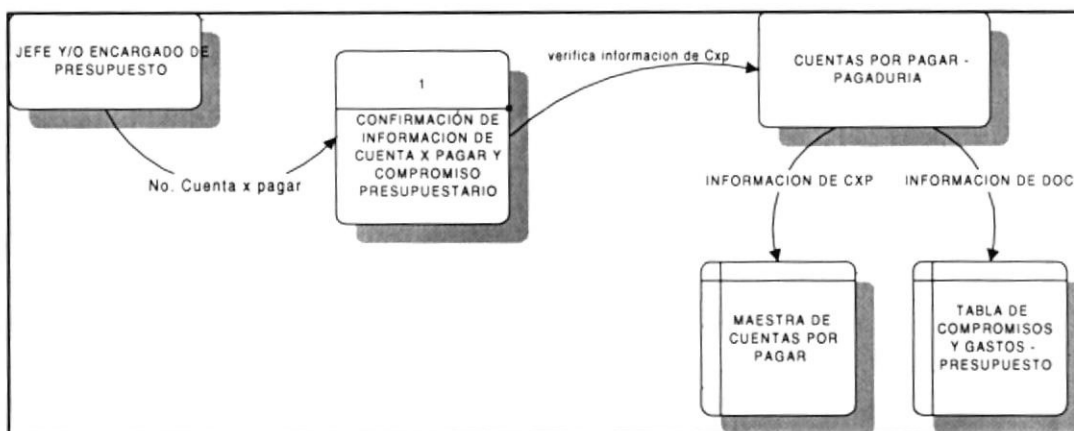 JEFE Y/O ENCARGADO DE
PRESUPUESTO
No. Cuenta x pagar
1
CONFIRMACIÓN DE
INFORMACION DE
CUENTA X PAGAR Y
COMPROMISO
PRESUPUESTARIO
verifica informacion de Cxp
CUENTAS POR PAGAR -
PAGADURIA
INFORMACION DE CXP
INFORMACION DE DOC
MAESTRA DE
CUENTAS POR
PAGAR
TABLA DE
COMPROMISOS
Y GASTOS -
PRESUPUESTO